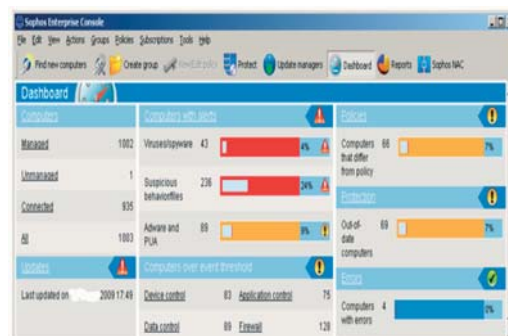 Sophos Enterprise Console
File Edit View Actions Groups Policies Subscriptions Tools Help
Find new computers Create group View/Edit policy Protect Update managers Dashboard Reports Sophos NAC
Dashboard
Computers
Managed 1002
Unmanaged 1
Connected 935
All 1003
Updates
Last updated on 2009 17:49
Computers with alerts
Viruses/spyware 43 4%
Suspicious 236 24%
behavior/files
Adware and 89 9%
PUA
Computers over event threshold
Device control 83 Application control 75
Data control 89 Firewall 128
Policies
Computers 66 7%
that differ
from policy
Protection
Out-of- 69 7%
date
computers
Errors
Computers 4 0%
with errors